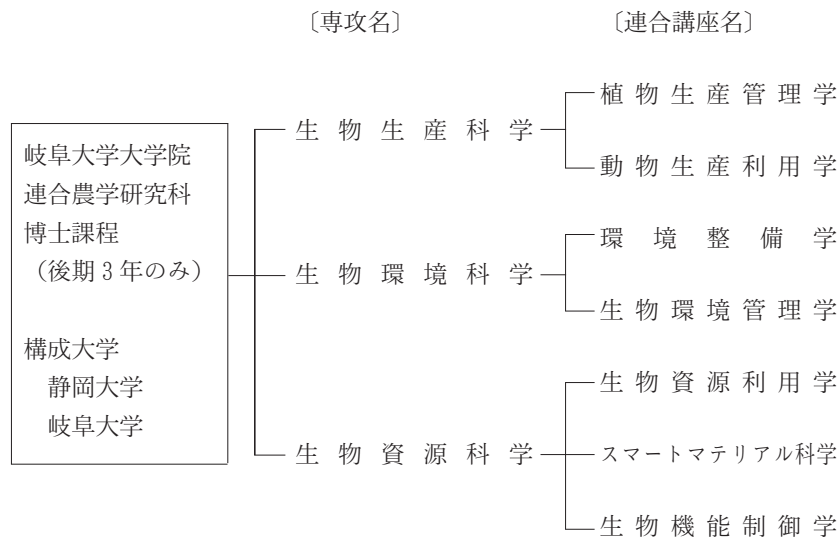 〔専攻名〕
〔連合講座名〕
岐阜大学大学院
連合農学研究科
博士課程
（後期3年のみ）
構成大学
静岡大学
岐阜大学
生物生産科学
植物生産管理学
動物生産利用学
生物環境科学
環境整備学
生物環境管理学
生物資源科学
生物資源利用学
スマートマテリアル科学
生物機能制御学